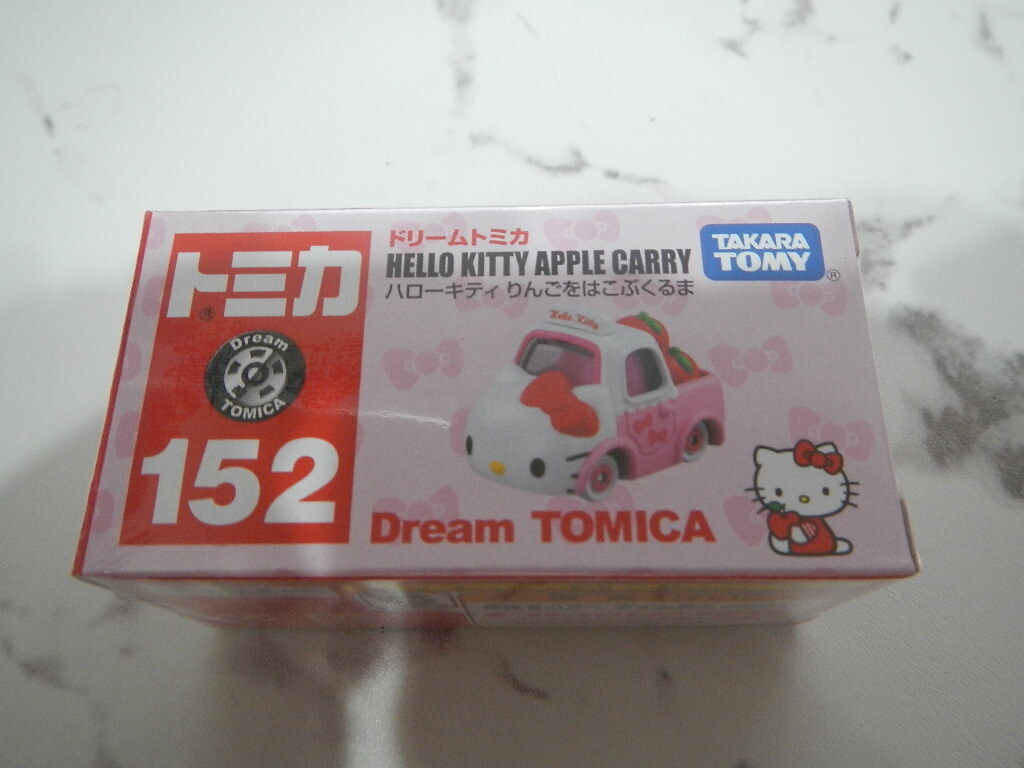 トミカ
®
Dream
TOMICA
152
ドリームトミカ
HELLO KITTY APPLE CARRY
ハローキティ りんごをはこぶくるま
TAKARA
TOMY
®
Hello Kitty
Dream TOMICA